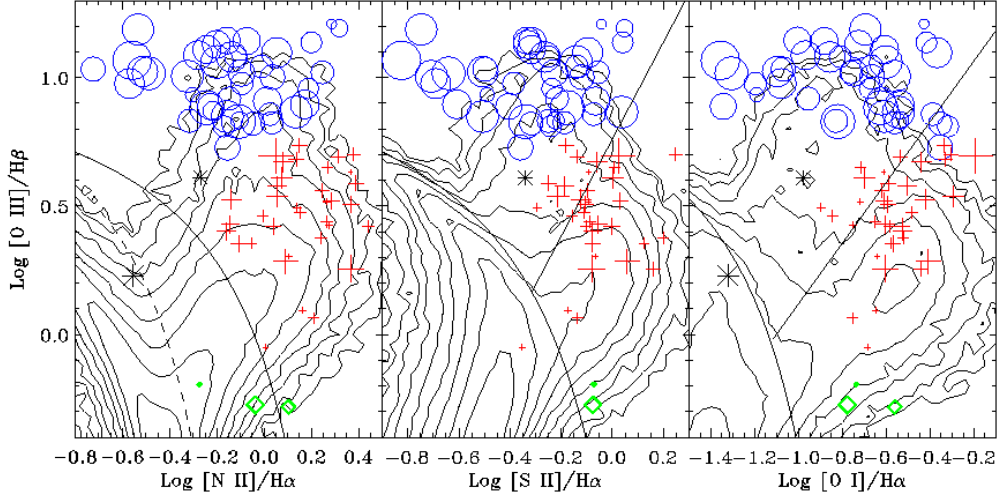 Log [O III]/Hβ
1.0
0.5
0.0
−0.8 −0.6 −0.4 −0.2 0.0 0.2 0.4
−0.8 −0.6 −0.4 −0.2 0.0 0.2
−1.4 −1.2 −1.0 −0.8 −0.6 −0.4 −0.2
Log [N II]/Hα
Log [S II]/Hα
Log [O I]/Hα